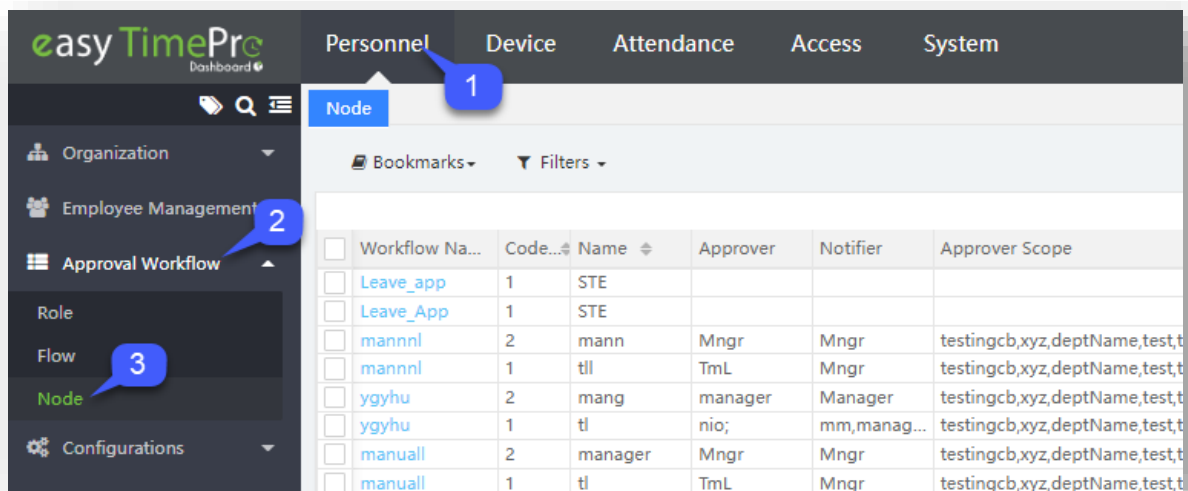 easy TimePro
Dashboard
Personnel Device Attendance Access System
1
Node
Organization
Bookmarks Filters
Employee Management
2
Workflow Na... Code... Name Approver Notifier Approver Scope
Approval Workflow
Leave_app 1 STE
Leave_App 1 STE
Role
mannnl 2 mann Mngr Mngr testingcb,xyz,deptName,test,t
Flow
3
mannnl 1 tll TmL Mngr testingcb,xyz,deptName,test,t
Node
ygyhu 2 mang manager Manager testingcb,xyz,deptName,test,t
ygyhu 1 tl nio; mm,manag... testingcb,xyz,deptName,test,t
Configurations
manuall 2 manager Mngr Mngr testingcb,xyz,deptName,test,t
manuall 1 tl TmL Mngr testingcb,xyz,deptName,test,t